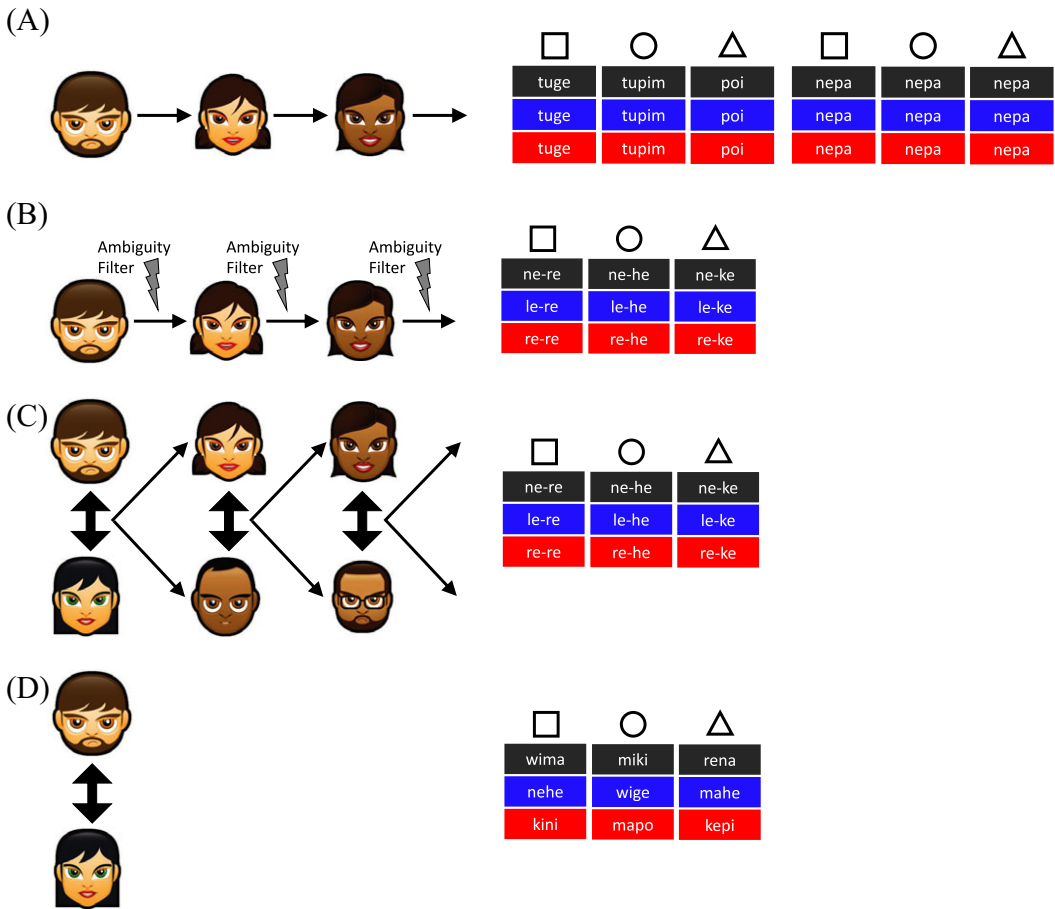 (A)
tuge tupim poi nepa nepa nepa
tuge tupim poi nepa nepa nepa
tuge tupim poi nepa nepa nepa
(B)
Ambiguity Filter Ambiguity Filter Ambiguity Filter
ne-re ne-he ne-ke
le-re le-he le-ke
re-re re-he re-ke
(C)
ne-re ne-he ne-ke
le-re le-he le-ke
re-re re-he re-ke
(D)
wima miki rena
nehe wige mahe
kini mapo kepi